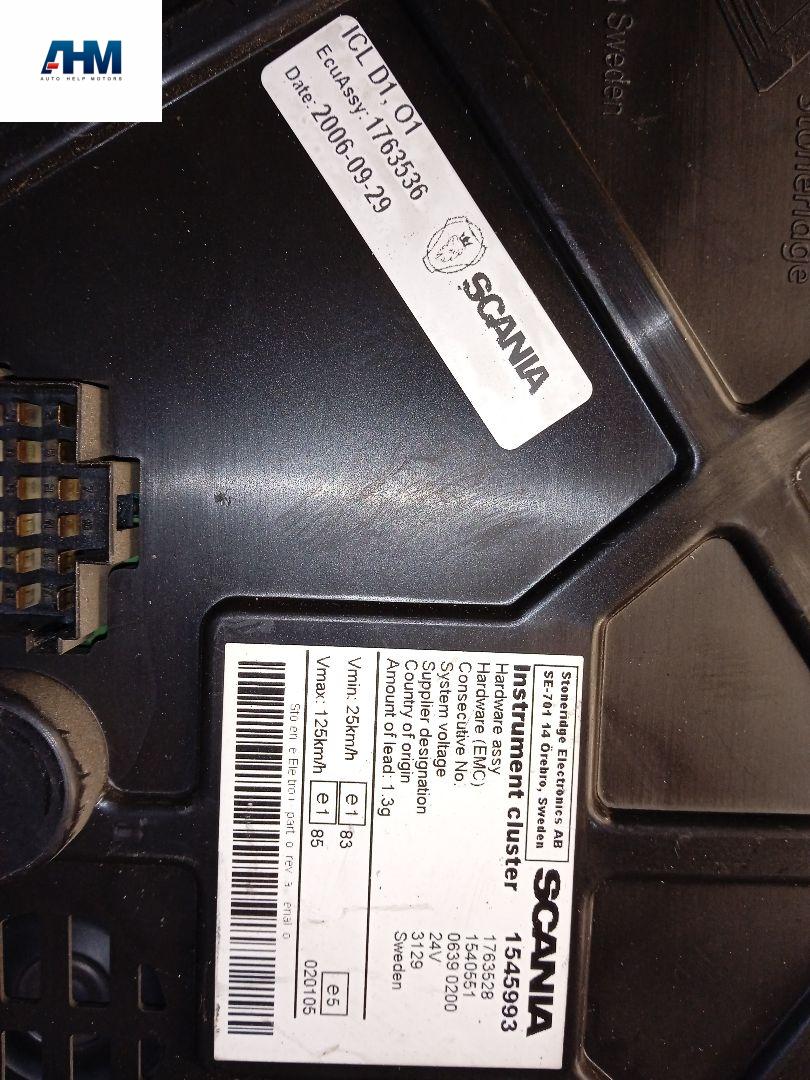 AHM
AUTO HELP MOTORS
ICL D1, O1
EcuAssy: 1763536
Date: 2006-09-29
SCANIA
Sweden
Stoneridge
Stoneridge Electronics AB
SE-701 14 Örebro, Sweden
SCANIA
Instrument cluster 1545993
Hardware assy 1763528
Hardware (EMC) 1540551
Consecutive No: 0639 0200
System voltage 24V
Supplier designation 3129
Country of origin Sweden
Amount of lead: 1.3g
Vmin: 25km/h e1 83
Vmax: 125km/h e1 85
e5
020105